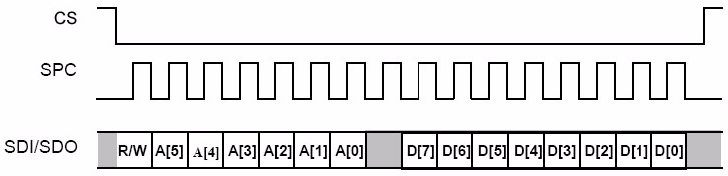 CS
SPC
SDI/SDO R/W A[5] A[4] A[3] A[2] A[1] A[0] D[7] D[6] D[5] D[4] D[3] D[2] D[1] D[0]